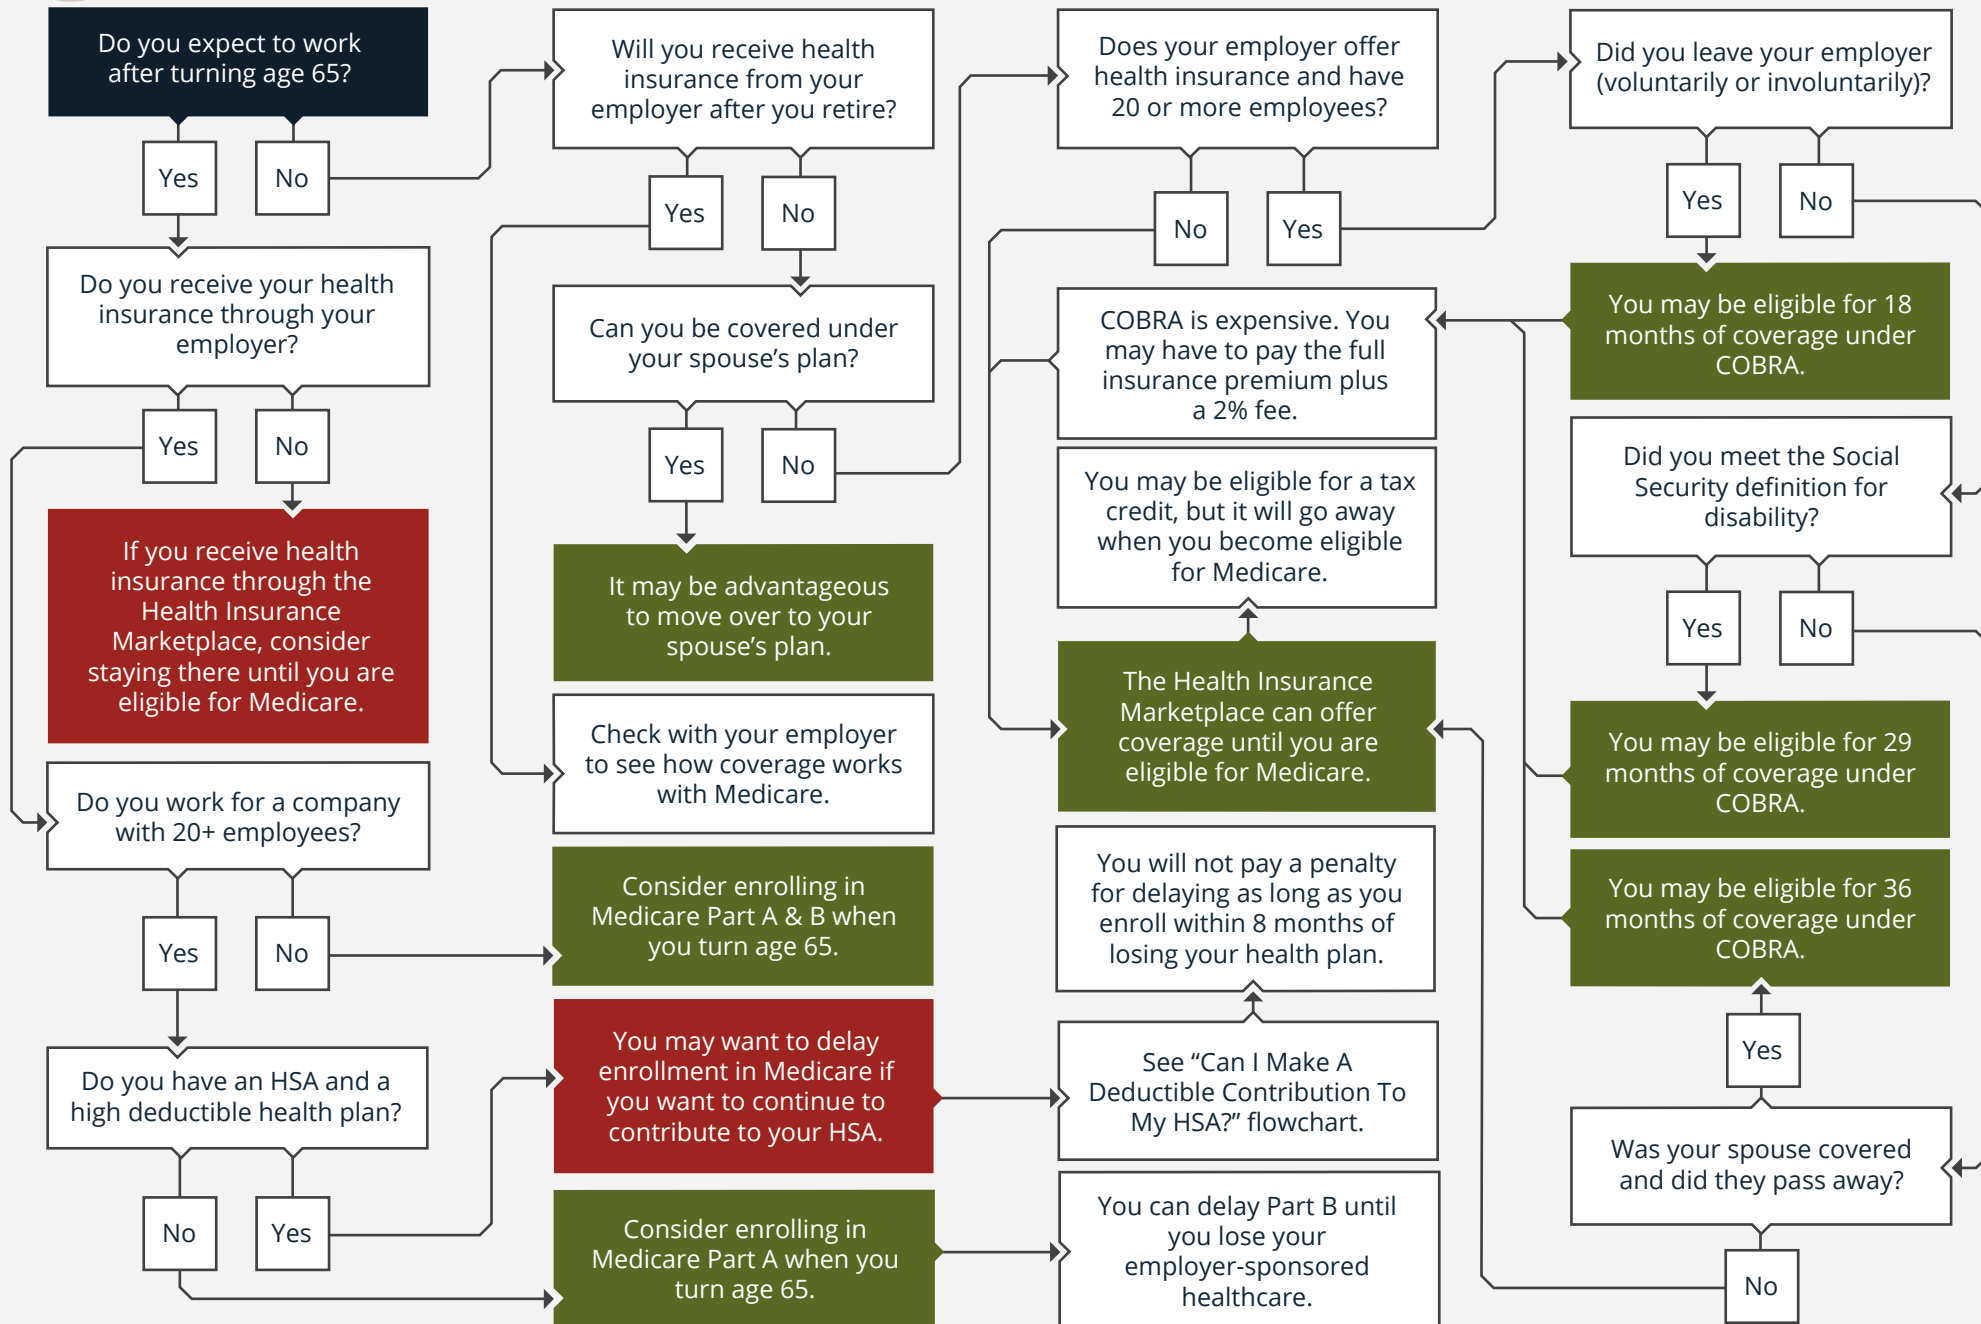 Do you expect to work
after turning age 65?
Yes
No
Do you receive your health
insurance through your
employer?
Yes
No
If you receive health
insurance through the
Health Insurance
Marketplace, consider
staying there until you are
eligible for Medicare.
Do you work for a company
with 20+ employees?
Yes
No
Do you have an HSA and a
high deductible health plan?
No
Yes
Will you receive health
insurance from your
employer after you retire?
Yes
No
Can you be covered under
your spouse’s plan?
Yes
No
It may be advantageous
to move over to your
spouse’s plan.
Check with your employer
to see how coverage works
with Medicare.
Consider enrolling in
Medicare Part A & B when
you turn age 65.
You may want to delay
enrollment in Medicare if
you want to continue to
contribute to your HSA.
Consider enrolling in
Medicare Part A when you
turn age 65.
Does your employer offer
health insurance and have
20 or more employees?
No
Yes
COBRA is expensive. You
may have to pay the full
insurance premium plus
a 2% fee.
You may be eligible for a tax
credit, but it will go away
when you become eligible
for Medicare.
The Health Insurance
Marketplace can offer
coverage until you are
eligible for Medicare.
You will not pay a penalty
for delaying as long as you
enroll within 8 months of
losing your health plan.
See “Can I Make A
Deductible Contribution To
My HSA?” flowchart.
You can delay Part B until
you lose your
employer-sponsored
healthcare.
Did you leave your employer
(voluntarily or involuntarily)?
Yes
No
You may be eligible for 18
months of coverage under
COBRA.
Did you meet the Social
Security definition for
disability?
Yes
No
You may be eligible for 29
months of coverage under
COBRA.
You may be eligible for 36
months of coverage under
COBRA.
Yes
Was your spouse covered
and did they pass away?
No